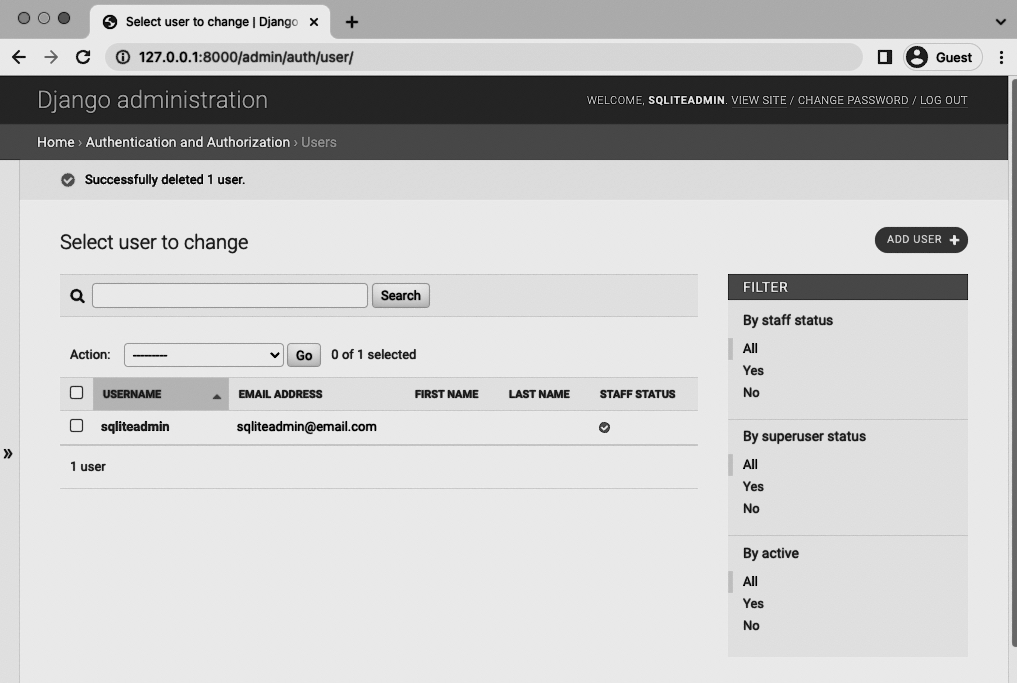 Select user to change | Django
127.0.0.1:8000/admin/auth/user/
Guest
Django administration
WELCOME, SQLITEADMIN. VIEW SITE / CHANGE PASSWORD / LOG OUT
Home › Authentication and Authorization › Users
Successfully deleted 1 user.
Select user to change
ADD USER
Search
Action: --------- Go 0 of 1 selected
USERNAME EMAIL ADDRESS FIRST NAME LAST NAME STAFF STATUS
sqliteadmin sqliteadmin@email.com
1 user
»
FILTER
By staff status
All
Yes
No
By superuser status
All
Yes
No
By active
All
Yes
No